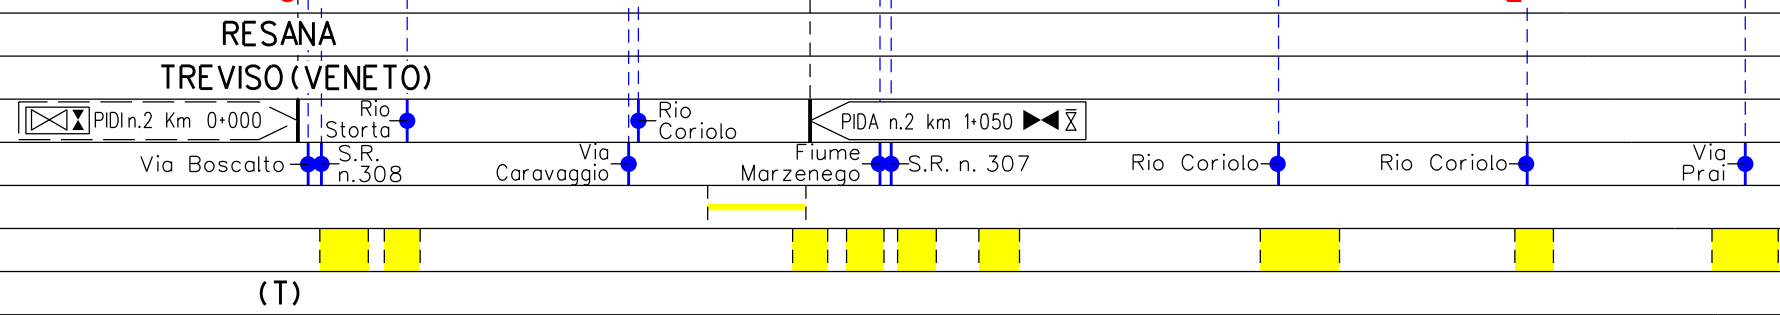 RESANA
TREVISO(VENETO)
PIDI n.2 Km 0+000
Rio
Storta
Rio
Coriolo
PIDA n.2 km 1+050
Via Boscalto
S.R.
n.308
Via
Caravaggio
Fiume
Marzenego
S.R. n. 307
Rio Coriolo
Rio Coriolo
Via
Prai
(T)